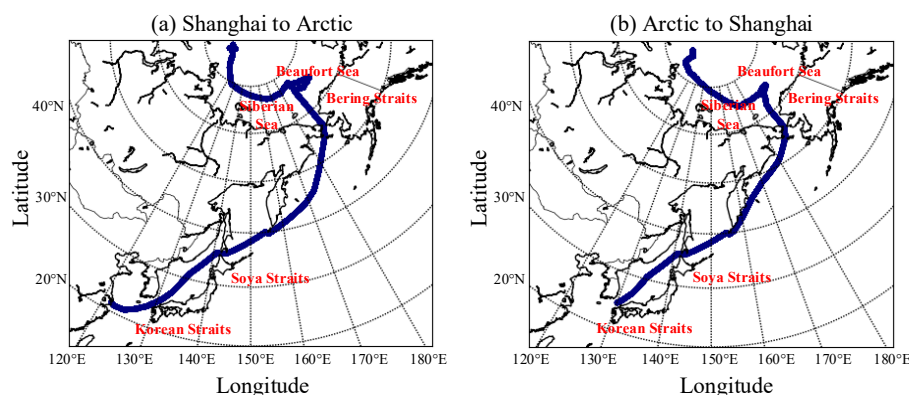 (a) Shanghai to Arctic
Beaufort Sea
Siberian
Sea
Bering Straits
Soya Straits
Korean Straits
40°N
30°N
20°N
Latitude
120°E 130°E 140°E 150°E 160°E 170°E 180°E
Longitude
(b) Arctic to Shanghai
Beaufort Sea
Siberian
Sea
Bering Straits
Soya Straits
Korean Straits
40°N
30°N
20°N
Latitude
120°E 130°E 140°E 150°E 160°E 170°E 180°E
Longitude